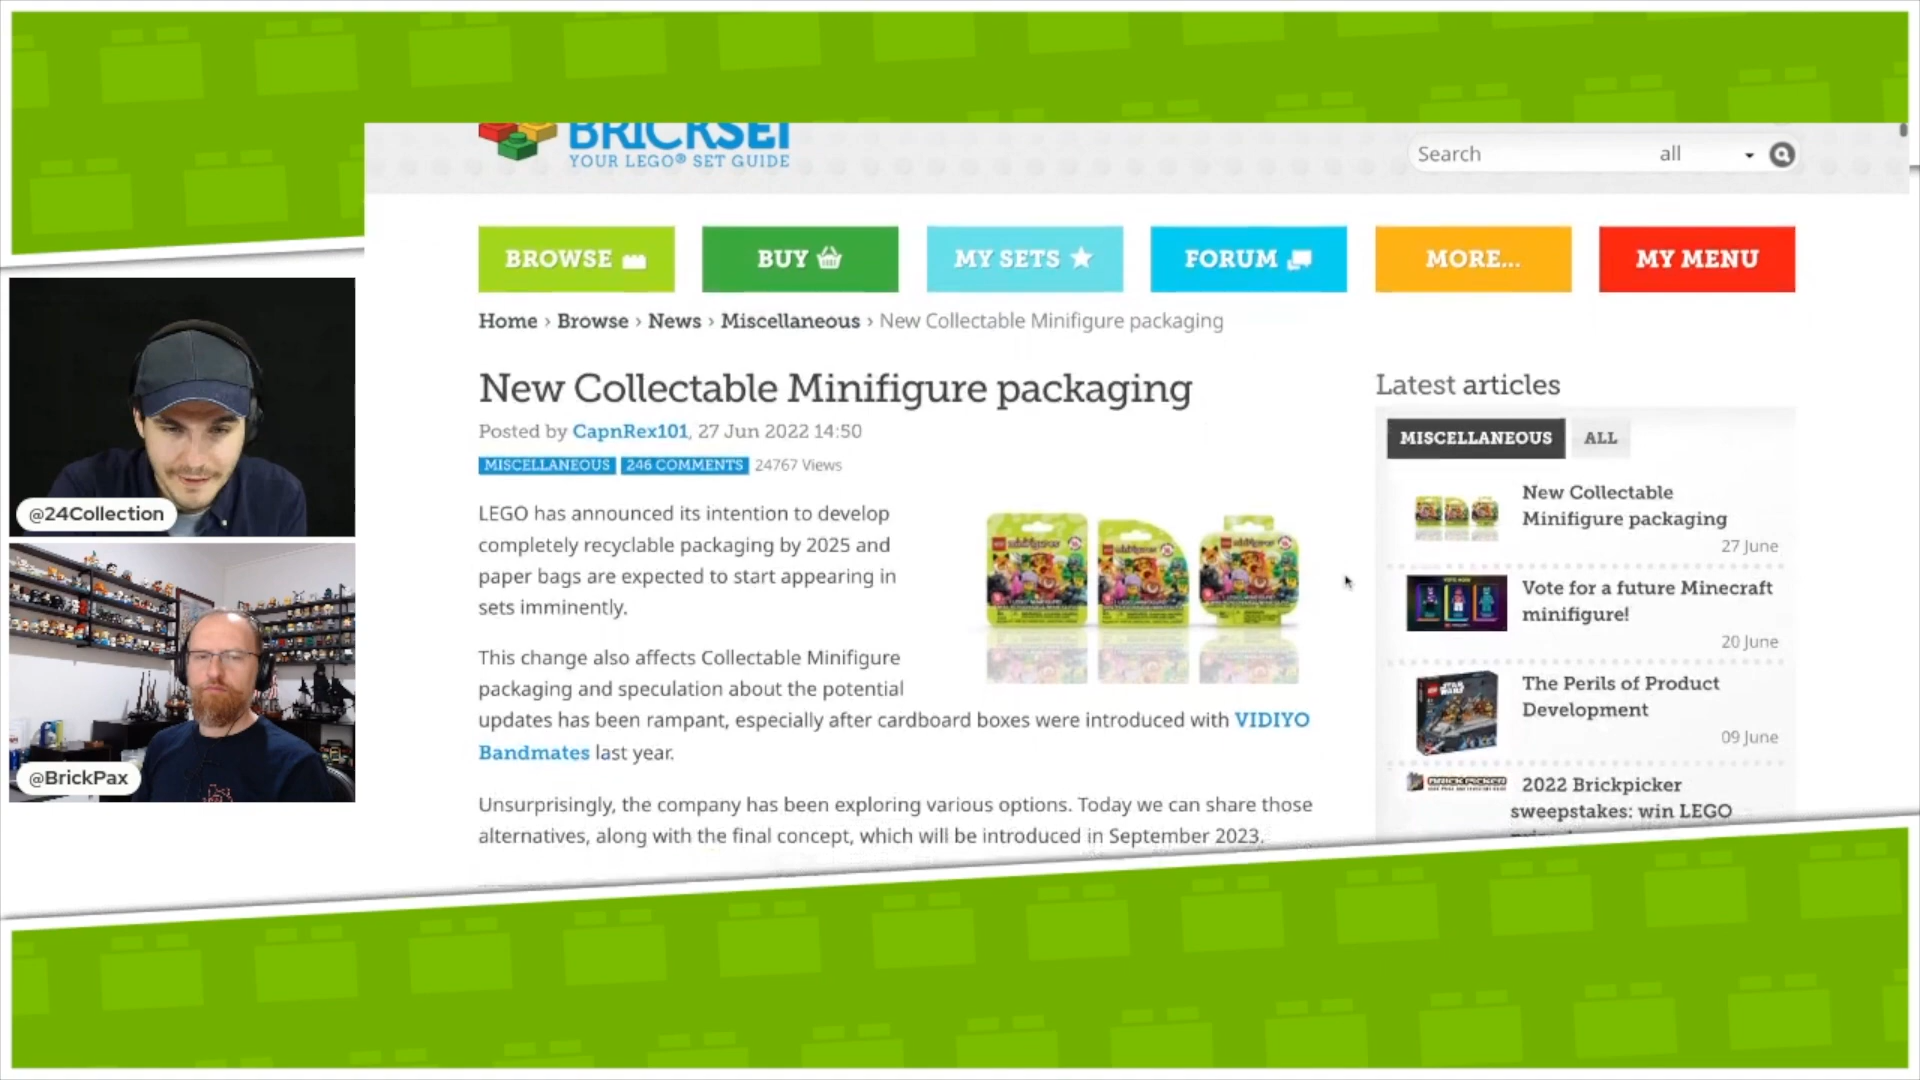 BRICKSET
YOUR LEGO® SET GUIDE
Search
all
BROWSE
BUY
MY SETS
FORUM
MORE...
MY MENU
Home › Browse › News › Miscellaneous › New Collectable Minifigure packaging
New Collectable Minifigure packaging
Posted by CapnRex101, 27 Jun 2022 14:50
MISCELLANEOUS 246 COMMENTS 24767 Views
LEGO has announced its intention to develop
completely recyclable packaging by 2025 and
paper bags are expected to start appearing in
sets imminently.
This change also affects Collectable Minifigure
packaging and speculation about the potential
updates has been rampant, especially after cardboard boxes were introduced with VIDIYO
Bandmates last year.
Unsurprisingly, the company has been exploring various options. Today we can share those
alternatives, along with the final concept, which will be introduced in September 2023.
Latest articles
MISCELLANEOUS
ALL
New Collectable
Minifigure packaging
27 June
Vote for a future Minecraft
minifigure!
20 June
The Perils of Product
Development
09 June
2022 Brickpicker
sweepstakes: win LEGO
@24Collection
@BrickPax